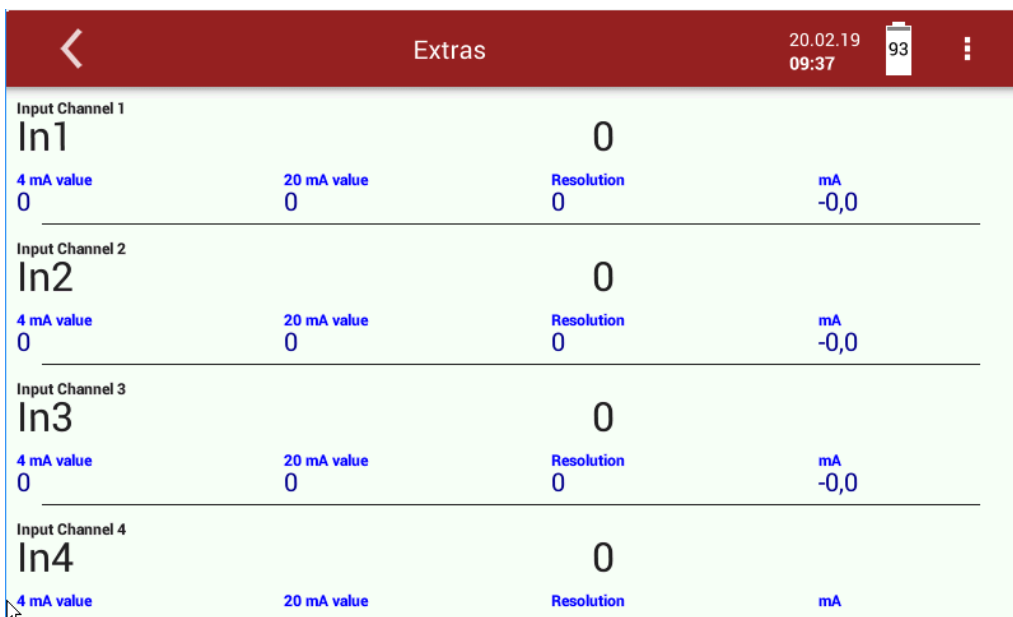 Extras 20.02.19 93
09:37
Input Channel 1
In1 0
4 mA value 20 mA value Resolution mA
0 0 0 -0,0
Input Channel 2
In2 0
4 mA value 20 mA value Resolution mA
0 0 0 -0,0
Input Channel 3
In3 0
4 mA value 20 mA value Resolution mA
0 0 0 -0,0
Input Channel 4
In4 0
4 mA value 20 mA value Resolution mA